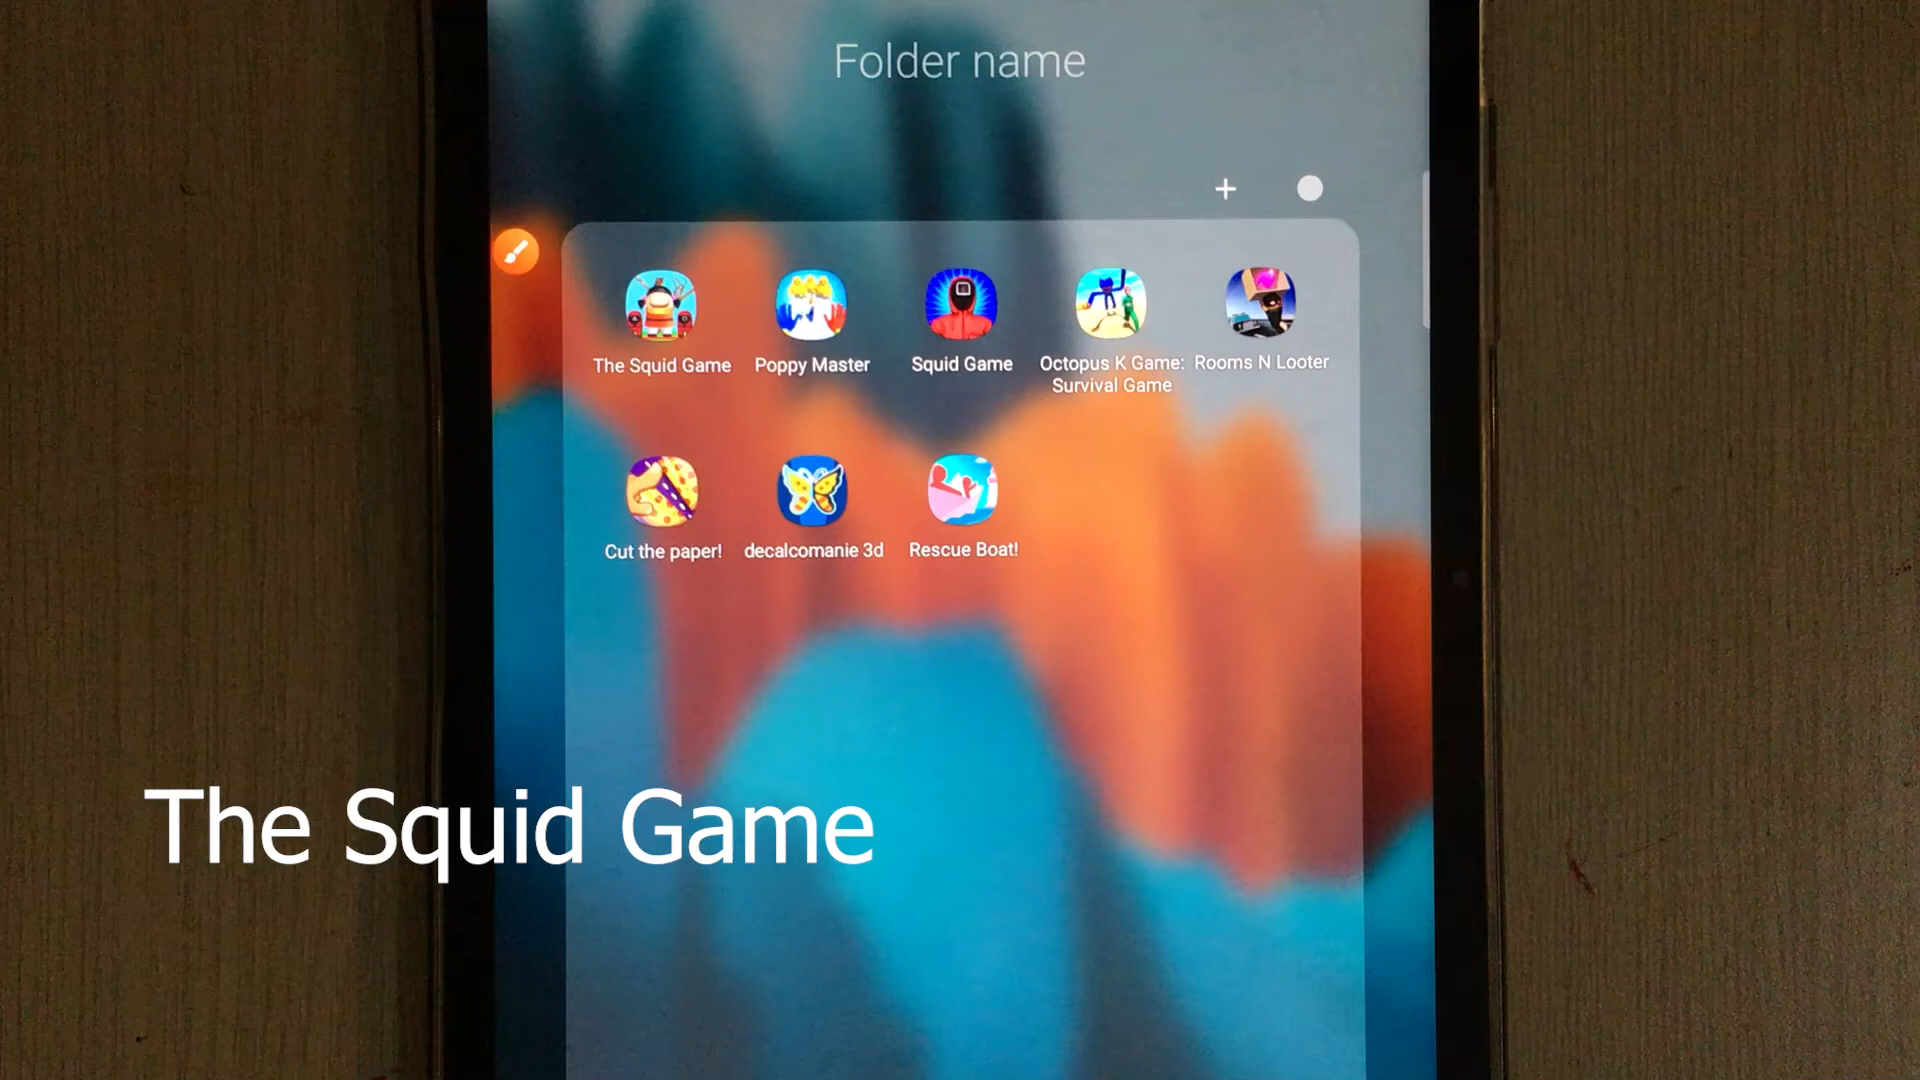 Folder name
The Squid Game
Poppy Master
Squid Game
Octopus K Game:
Survival Game
Rooms N Looter
Cut the paper!
decalcomanie 3d
Rescue Boat!
The Squid Game